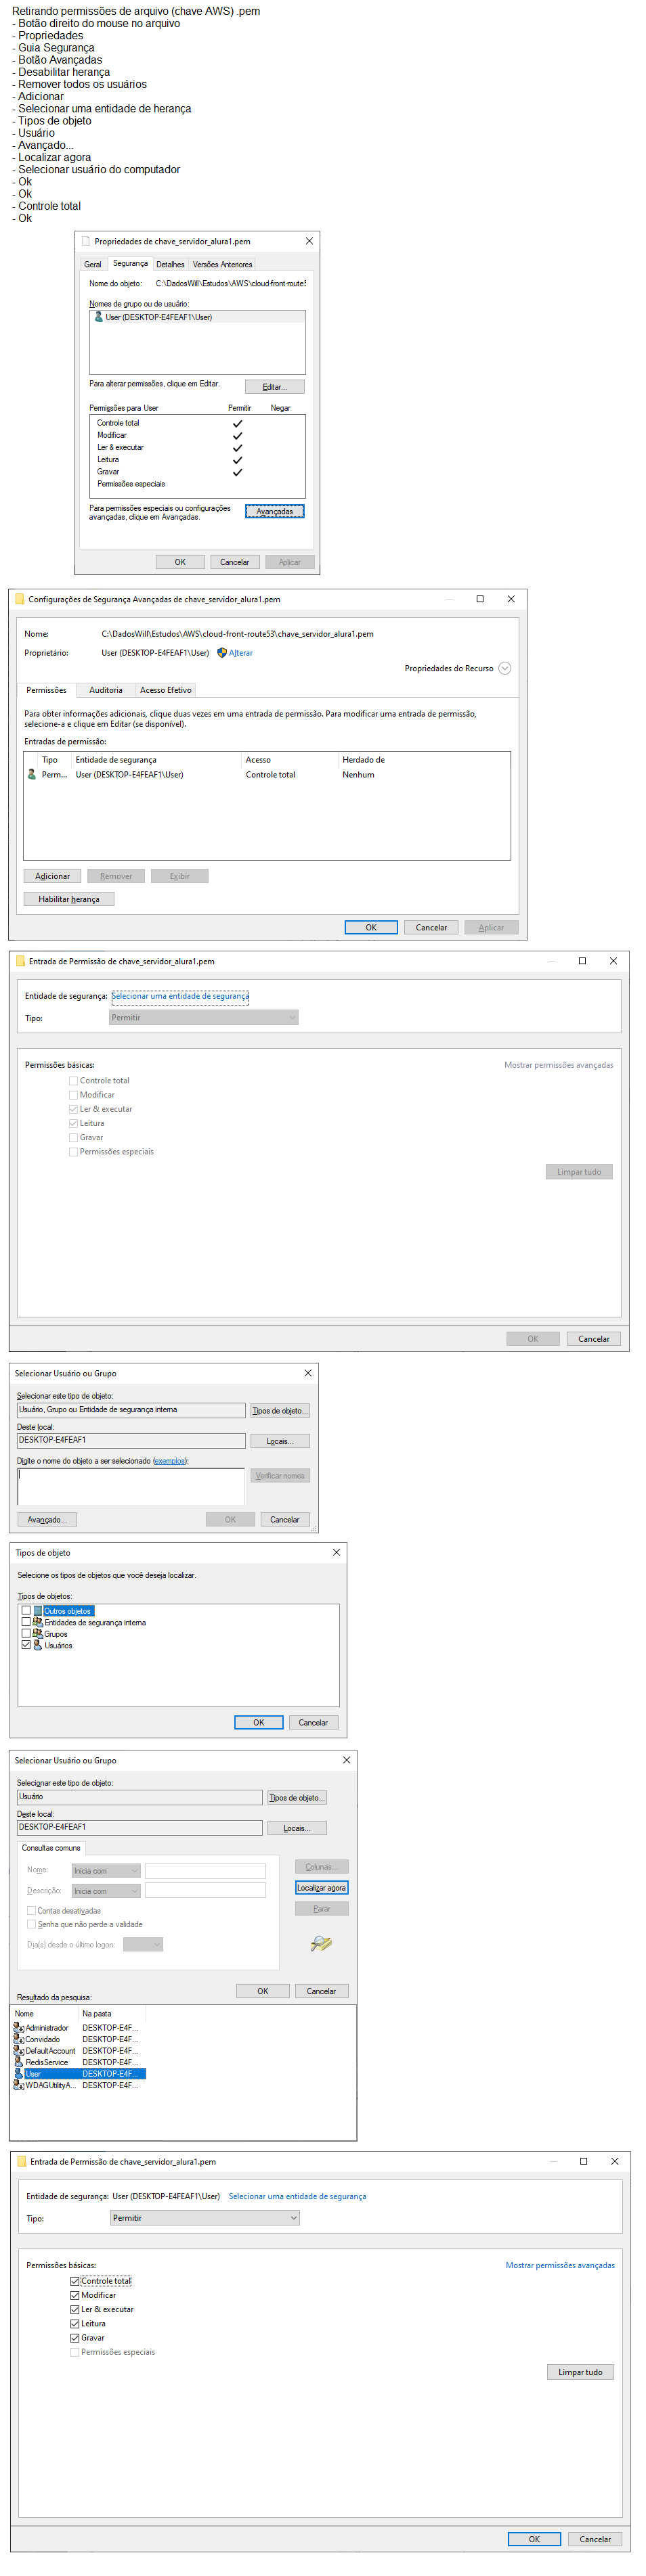 Retirando permissões de arquivo (chave AWS) .pem
- Botão direito do mouse no arquivo
- Propriedades
- Guia Segurança
- Botão Avançadas
- Desabilitar herança
- Remover todos os usuários
- Adicionar
- Selecionar uma entidade de herança
- Tipos de objeto
- Usuário
- Avançado...
- Localizar agora
- Selecionar usuário do computador
- Ok
- Ok
- Controle total
- Ok
Propriedades de chave_servidor_alura1.pem
Geral Segurança Detalhes Versões Anteriores
Nome do objeto: C:\DadosWill\Estudos\AWS\cloud-front-route5
Nomes de grupo ou de usuário:
User (DESKTOP-E4FEAF1\User)
Para alterar permissões, clique em Editar. Editar...
Permissões para User Permitir Negar
Controle total
Modificar
Ler & executar
Leitura
Gravar
Permissões especiais
Para permissões especiais ou configurações
avançadas, clique em Avançadas. Avançadas
OK Cancelar Aplicar
Configurações de Segurança Avançadas de chave_servidor_alura1.pem
Nome: C:\DadosWill\Estudos\AWS\cloud-front-route53\chave_servidor_alura1.pem
Proprietário: User (DESKTOP-E4FEAF1\User) Alterar
Propriedades do Recurso
Permissões Auditoria Acesso Efetivo
Para obter informações adicionais, clique duas vezes em uma entrada de permissão. Para modificar uma entrada de permissão,
selecione-a e clique em Editar (se disponível).
Entradas de permissão:
Tipo Entidade de segurança Acesso Herdado de
Perm... User (DESKTOP-E4FEAF1\User) Controle total Nenhum
Adicionar Remover Exibir
Habilitar herança
OK Cancelar Aplicar
Entrada de Permissão de chave_servidor_alura1.pem
Entidade de segurança: Selecionar uma entidade de segurança
Tipo: Permitir
Permissões básicas: Mostrar permissões avançadas
Controle total
Modificar
Ler & executar
Leitura
Gravar
Permissões especiais
Limpar tudo
OK Cancelar
Selecionar Usuário ou Grupo
Selecionar este tipo de objeto:
Usuário, Grupo ou Entidade de segurança interna Tipos de objeto...
Deste local:
DESKTOP-E4FEAF1 Locais...
Digite o nome do objeto a ser selecionado (exemplos):
Verificar nomes
Avançado... OK Cancelar
Tipos de objeto
Selecione os tipos de objetos que você deseja localizar.
Tipos de objetos:
Outros objetos
Entidades de segurança interna
Grupos
Usuários
OK Cancelar
Selecionar Usuário ou Grupo
Selecionar este tipo de objeto:
Usuário Tipos de objeto...
Deste local:
DESKTOP-E4FEAF1 Locais...
Consultas comuns
Nome: Inicia com Colunas...
Descrição: Inicia com Localizar agora
Contas desativadas Parar
Senha que não perde a validade
Dia(s) desde o último logon:
OK Cancelar
Resultado da pesquisa:
Nome Na pasta
Administrador DESKTOP-E4F...
Convidado DESKTOP-E4F...
DefaultAccount DESKTOP-E4F...
RedisService DESKTOP-E4F...
User DESKTOP-E4F...
WDAGUtilityA... DESKTOP-E4F...
Entrada de Permissão de chave_servidor_alura1.pem
Entidade de segurança: User (DESKTOP-E4FEAF1\User) Selecionar uma entidade de segurança
Tipo: Permitir
Permissões básicas: Mostrar permissões avançadas
Controle total
Modificar
Ler & executar
Leitura
Gravar
Permissões especiais
Limpar tudo
OK Cancelar